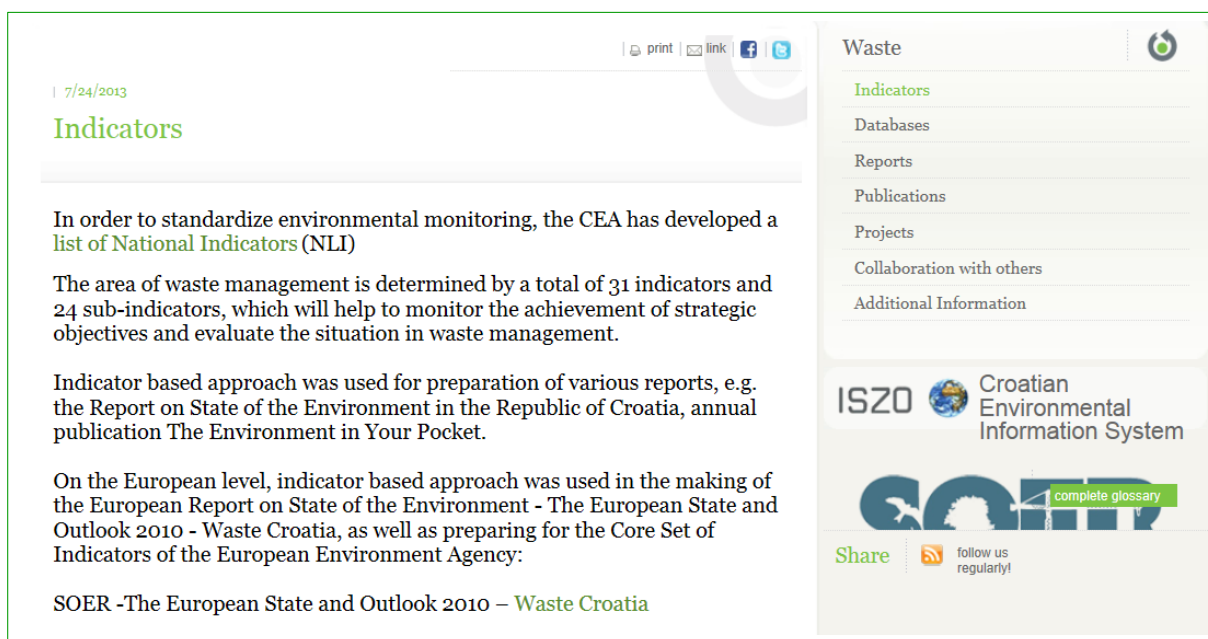 print | link
7/24/2013
Indicators
In order to standardize environmental monitoring, the CEA has developed a
list of National Indicators (NLI)
The area of waste management is determined by a total of 31 indicators and
24 sub-indicators, which will help to monitor the achievement of strategic
objectives and evaluate the situation in waste management.
Indicator based approach was used for preparation of various reports, e.g.
the Report on State of the Environment in the Republic of Croatia, annual
publication The Environment in Your Pocket.
On the European level, indicator based approach was used in the making of
the European Report on State of the Environment - The European State and
Outlook 2010 - Waste Croatia, as well as preparing for the Core Set of
Indicators of the European Environment Agency:
SOER -The European State and Outlook 2010 – Waste Croatia
Waste
Indicators
Databases
Reports
Publications
Projects
Collaboration with others
Additional Information
ISZO
Croatian
Environmental
Information System
SOER
complete glossary
Share
follow us
regularly!